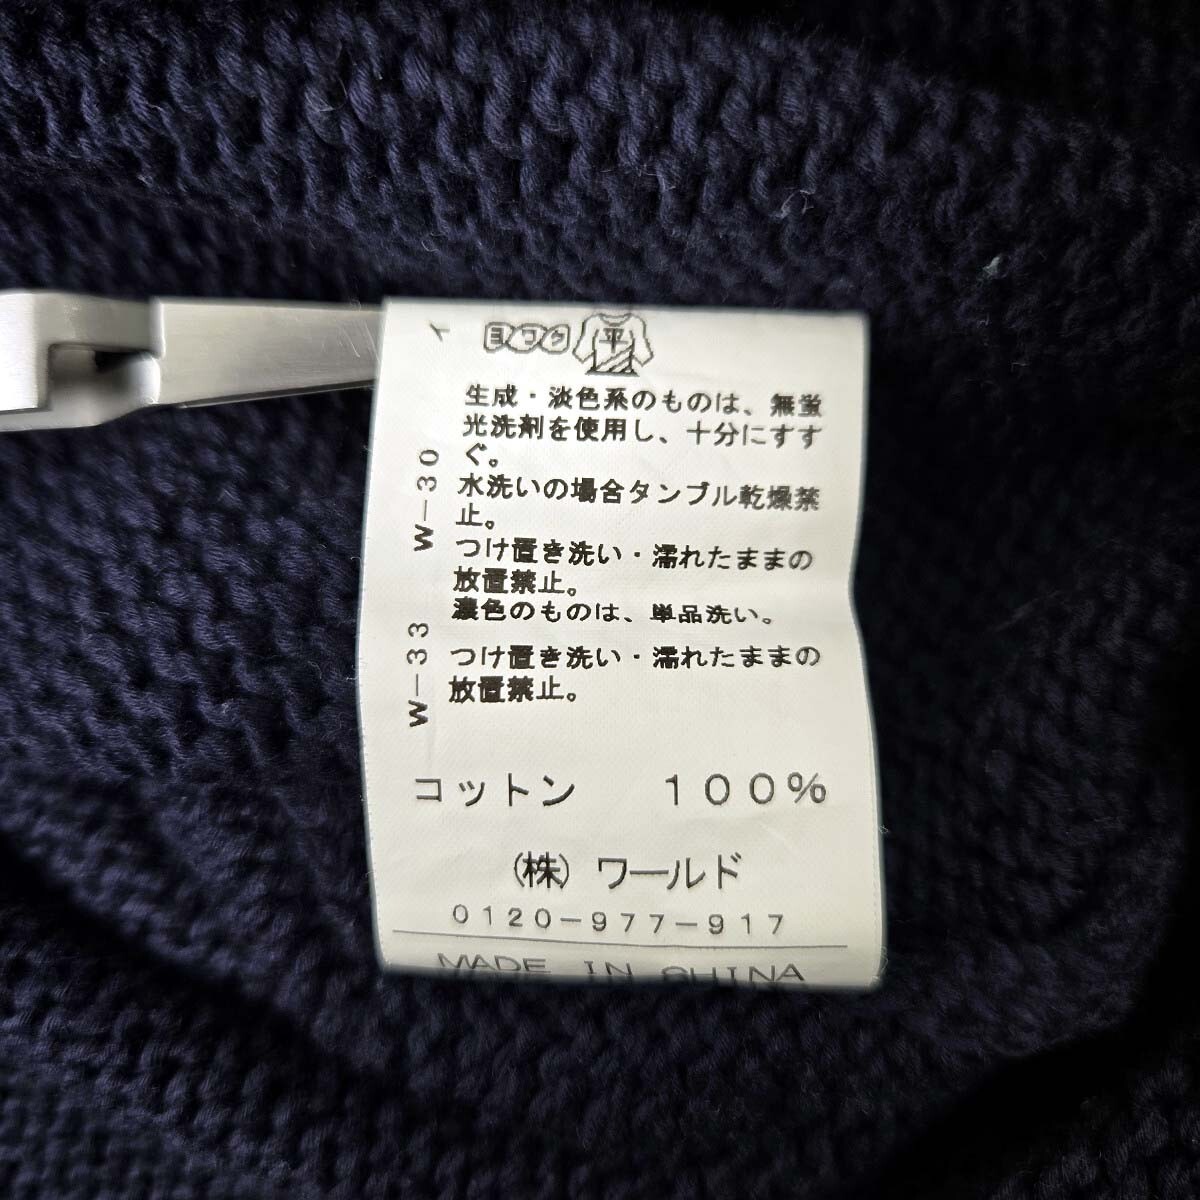 イ
ヨコク 平
生成・淡色系のものは、無蛍
光洗剤を使用し、十分にすす
ぐ。
W-30
水洗いの場合タンブル乾燥禁
止。
つけ置き洗い・濡れたままの
放置禁止。
濃色のものは、単品洗い。
W-33
つけ置き洗い・濡れたままの
放置禁止。
コットン 100%
(株) ワールド
0120-977-917
MADE IN CHINA